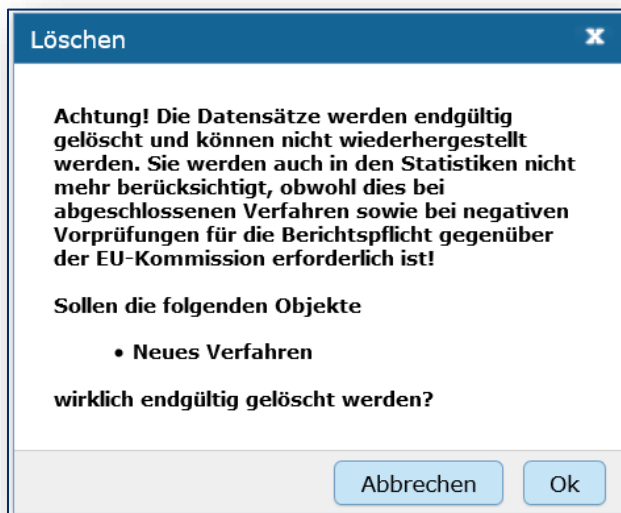 Löschen x
Achtung! Die Datensätze werden endgültig
gelöscht und können nicht wiederhergestellt
werden. Sie werden auch in den Statistiken nicht
mehr berücksichtigt, obwohl dies bei
abgeschlossenen Verfahren sowie bei negativen
Vorprüfungen für die Berichtspflicht gegenüber
der EU-Kommission erforderlich ist!
Sollen die folgenden Objekte
• Neues Verfahren
wirklich endgültig gelöscht werden?
Abbrechen Ok